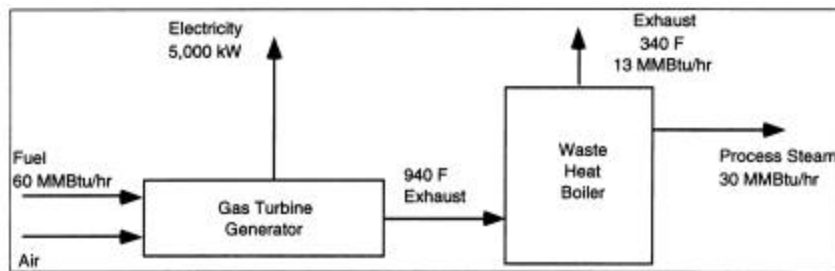 Electricity
5,000 kW
Exhaust
340 F
13 MMBtu/hr
Fuel
60 MMBtu/hr
Air
Gas Turbine
Generator
940 F
Exhaust
Waste
Heat
Boiler
Process Steam
30 MMBtu/hr